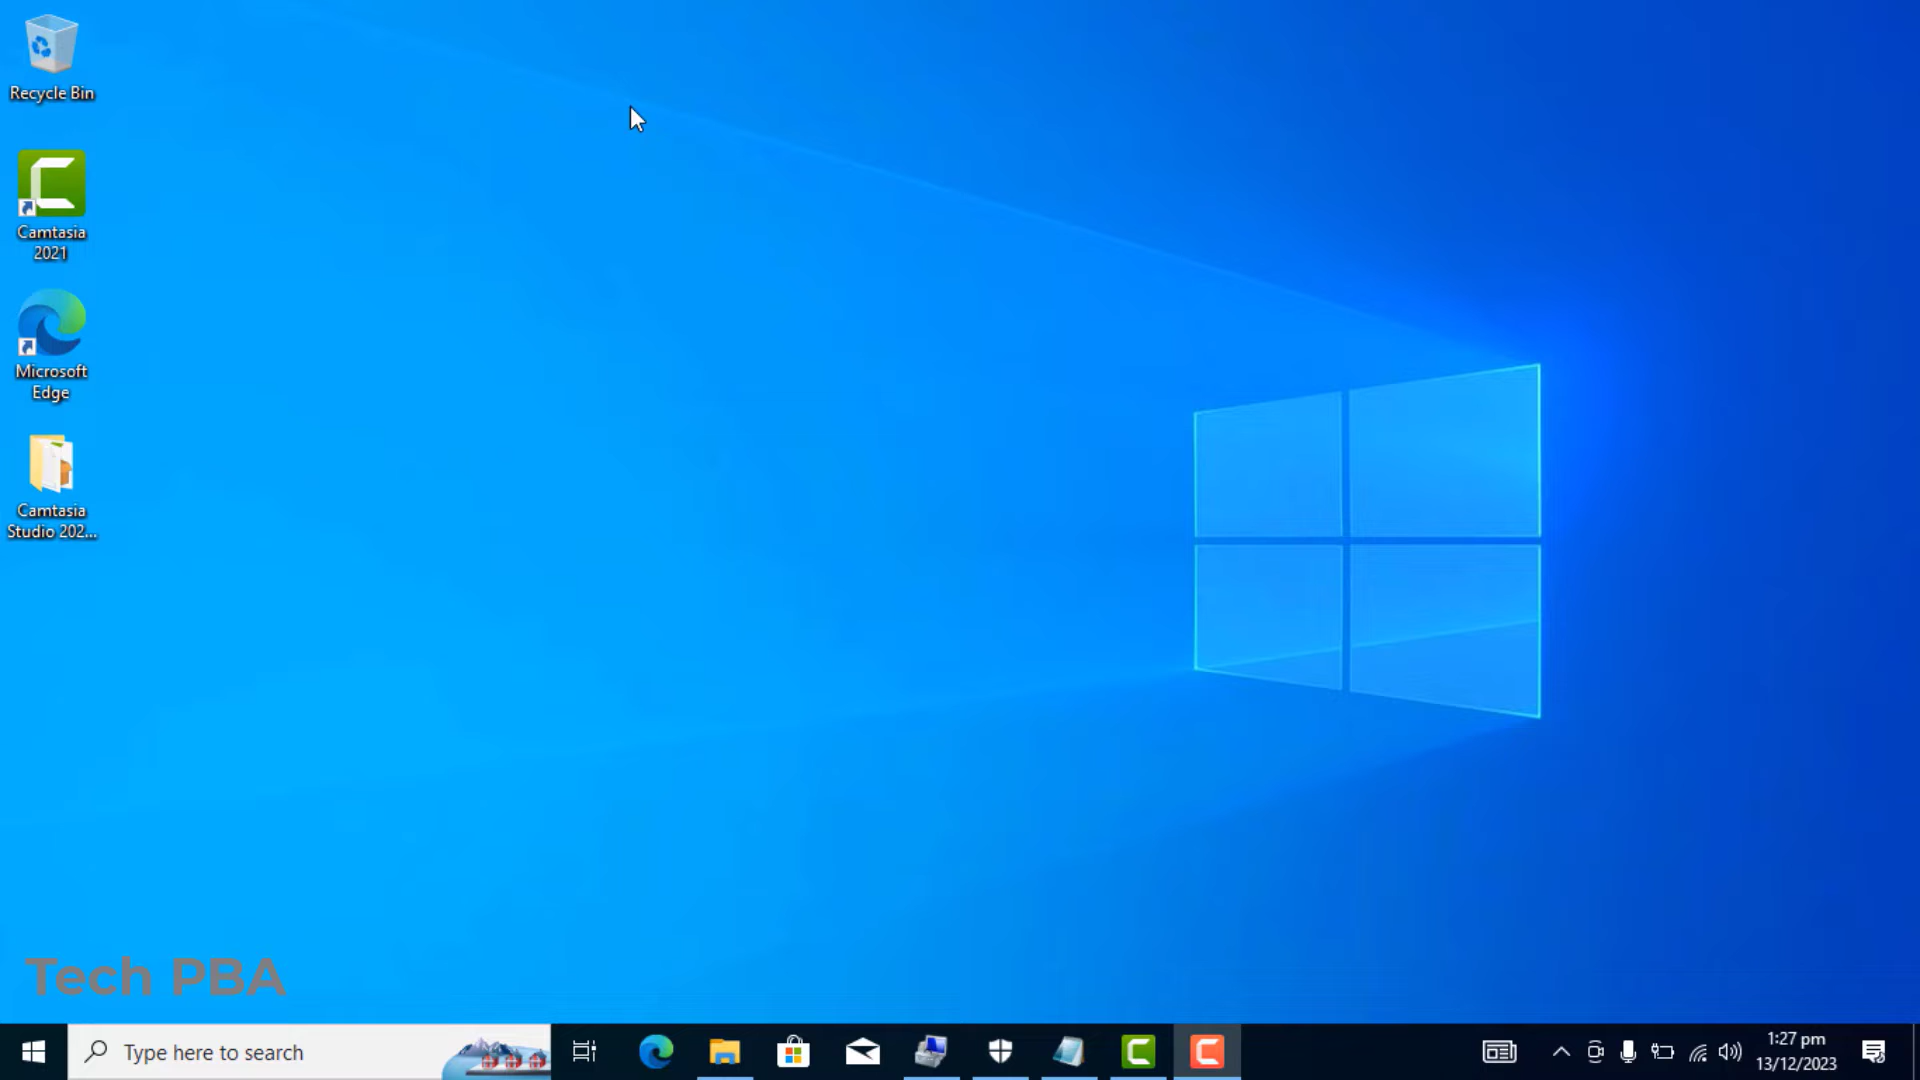 Recycle Bin
Camtasia
2021
Microsoft
Edge
Camtasia
Studio 202...
Tech PBA
Type here to search
1:27 pm
13/12/2023